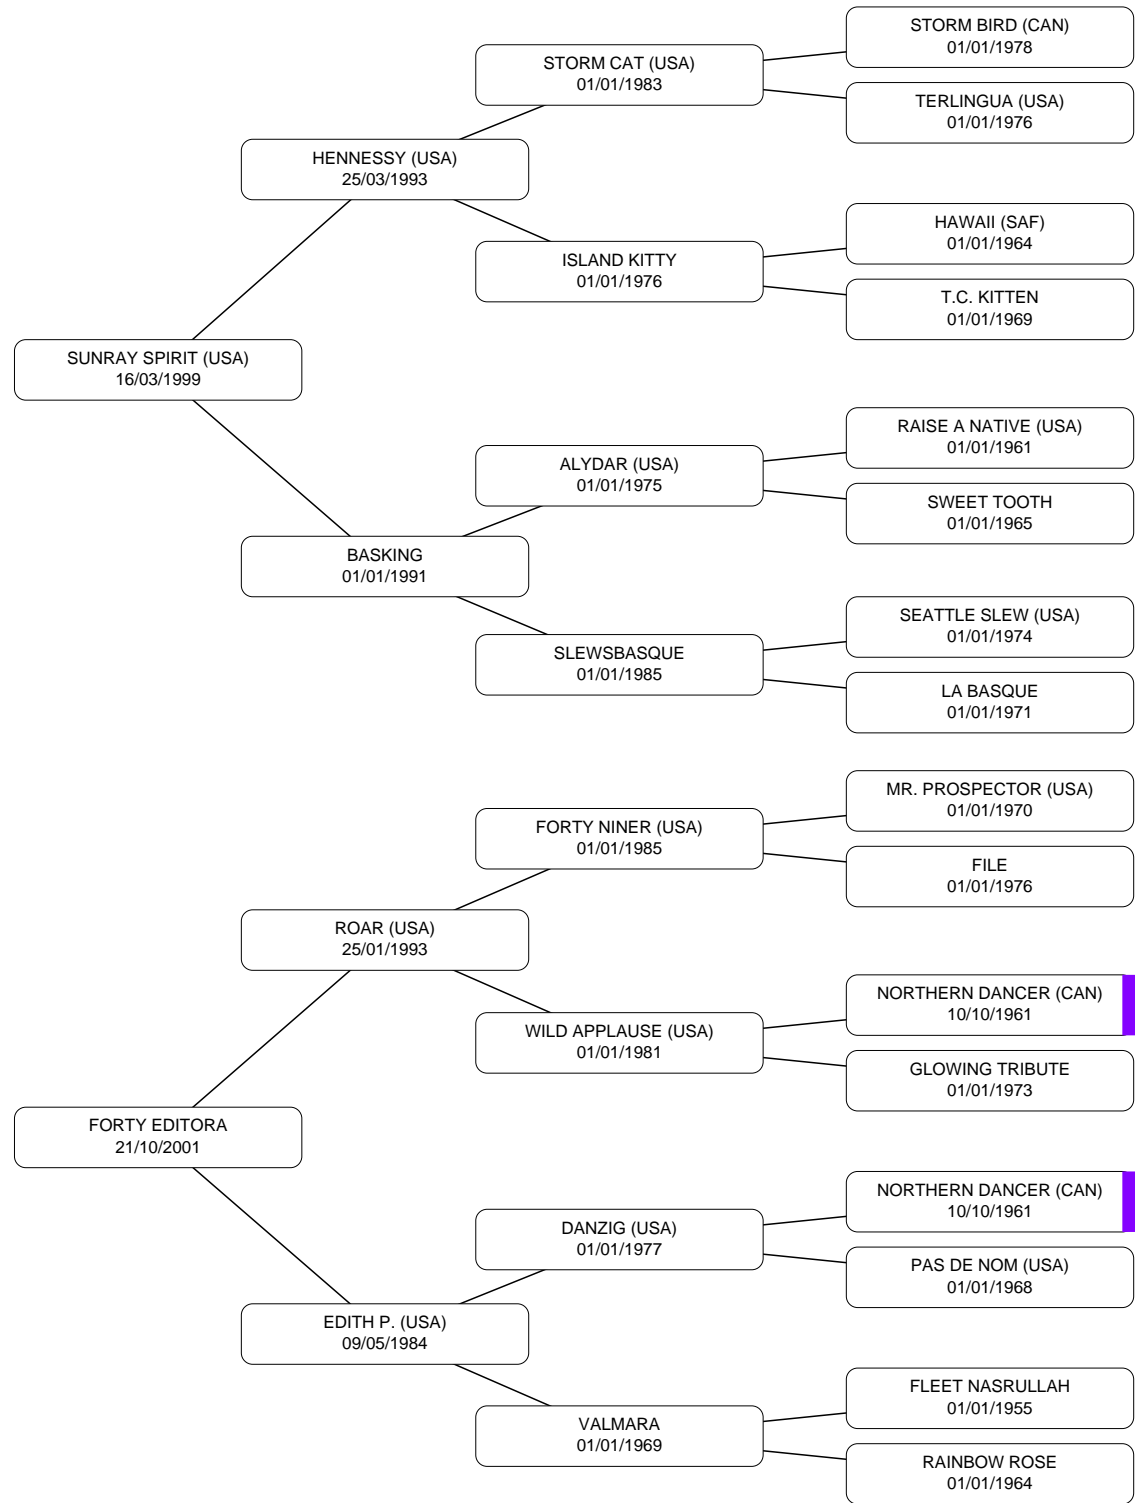 STORM BIRD (CAN)
01/01/1978
STORM CAT (USA)
01/01/1983
TERLINGUA (USA)
01/01/1976
HENNESSY (USA)
25/03/1993
HAWAII (SAF)
01/01/1964
ISLAND KITTY
01/01/1976
T.C. KITTEN
01/01/1969
SUNRAY SPIRIT (USA)
16/03/1999
RAISE A NATIVE (USA)
01/01/1961
ALYDAR (USA)
01/01/1975
SWEET TOOTH
01/01/1965
BASKING
01/01/1991
SEATTLE SLEW (USA)
01/01/1974
SLEWSBASQUE
01/01/1985
LA BASQUE
01/01/1971
MR. PROSPECTOR (USA)
01/01/1970
FORTY NINER (USA)
01/01/1985
FILE
01/01/1976
ROAR (USA)
25/01/1993
NORTHERN DANCER (CAN)
10/10/1961
WILD APPLAUSE (USA)
01/01/1981
GLOWING TRIBUTE
01/01/1973
FORTY EDITORA
21/10/2001
NORTHERN DANCER (CAN)
10/10/1961
DANZIG (USA)
01/01/1977
PAS DE NOM (USA)
01/01/1968
EDITH P. (USA)
09/05/1984
FLEET NASRULLAH
01/01/1955
VALMARA
01/01/1969
RAINBOW ROSE
01/01/1964